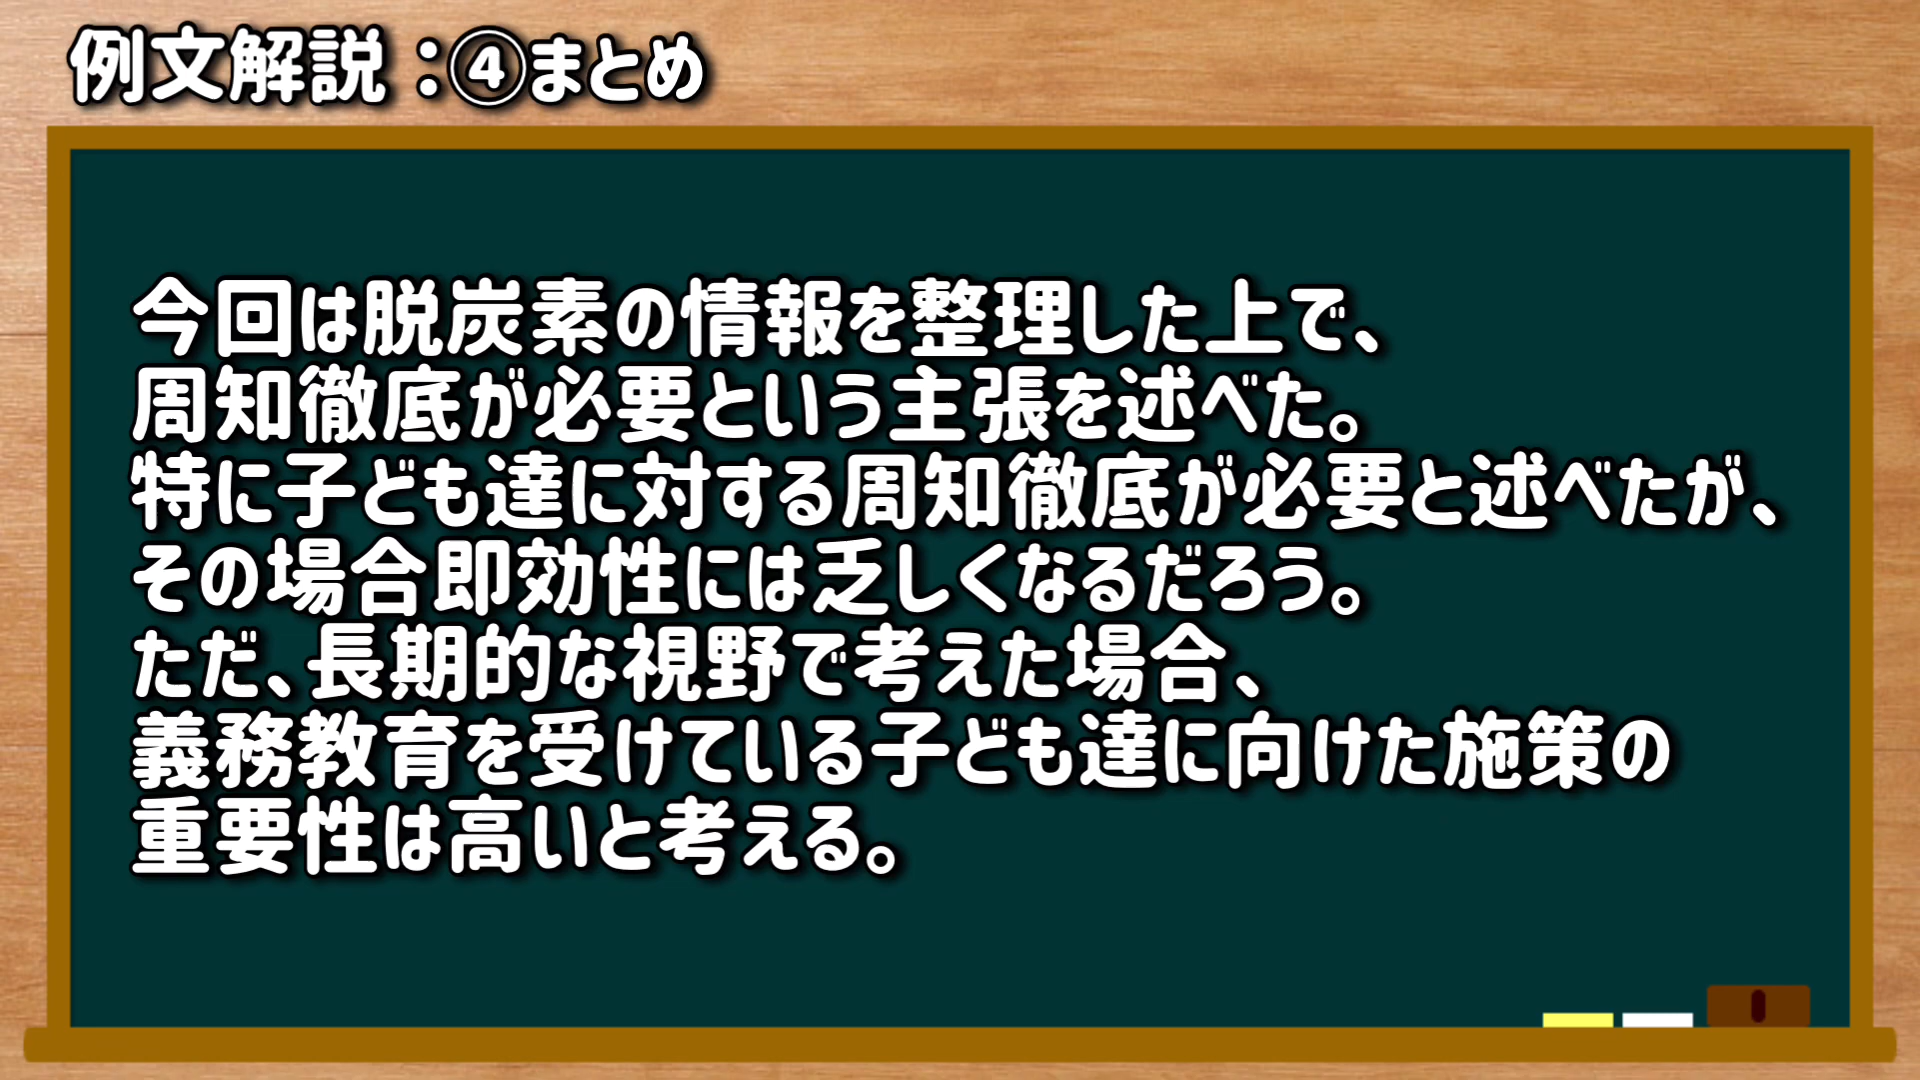 例文解説：④まとめ
今回は脱炭素の情報を整理した上で、
周知徹底が必要という主張を述べた。
特に子ども達に対する周知徹底が必要と述べたが、
その場合即効性には乏しくなるだろう。
ただ、長期的な視野で考えた場合、
義務教育を受けている子ども達に向けた施策の
重要性は高いと考える。